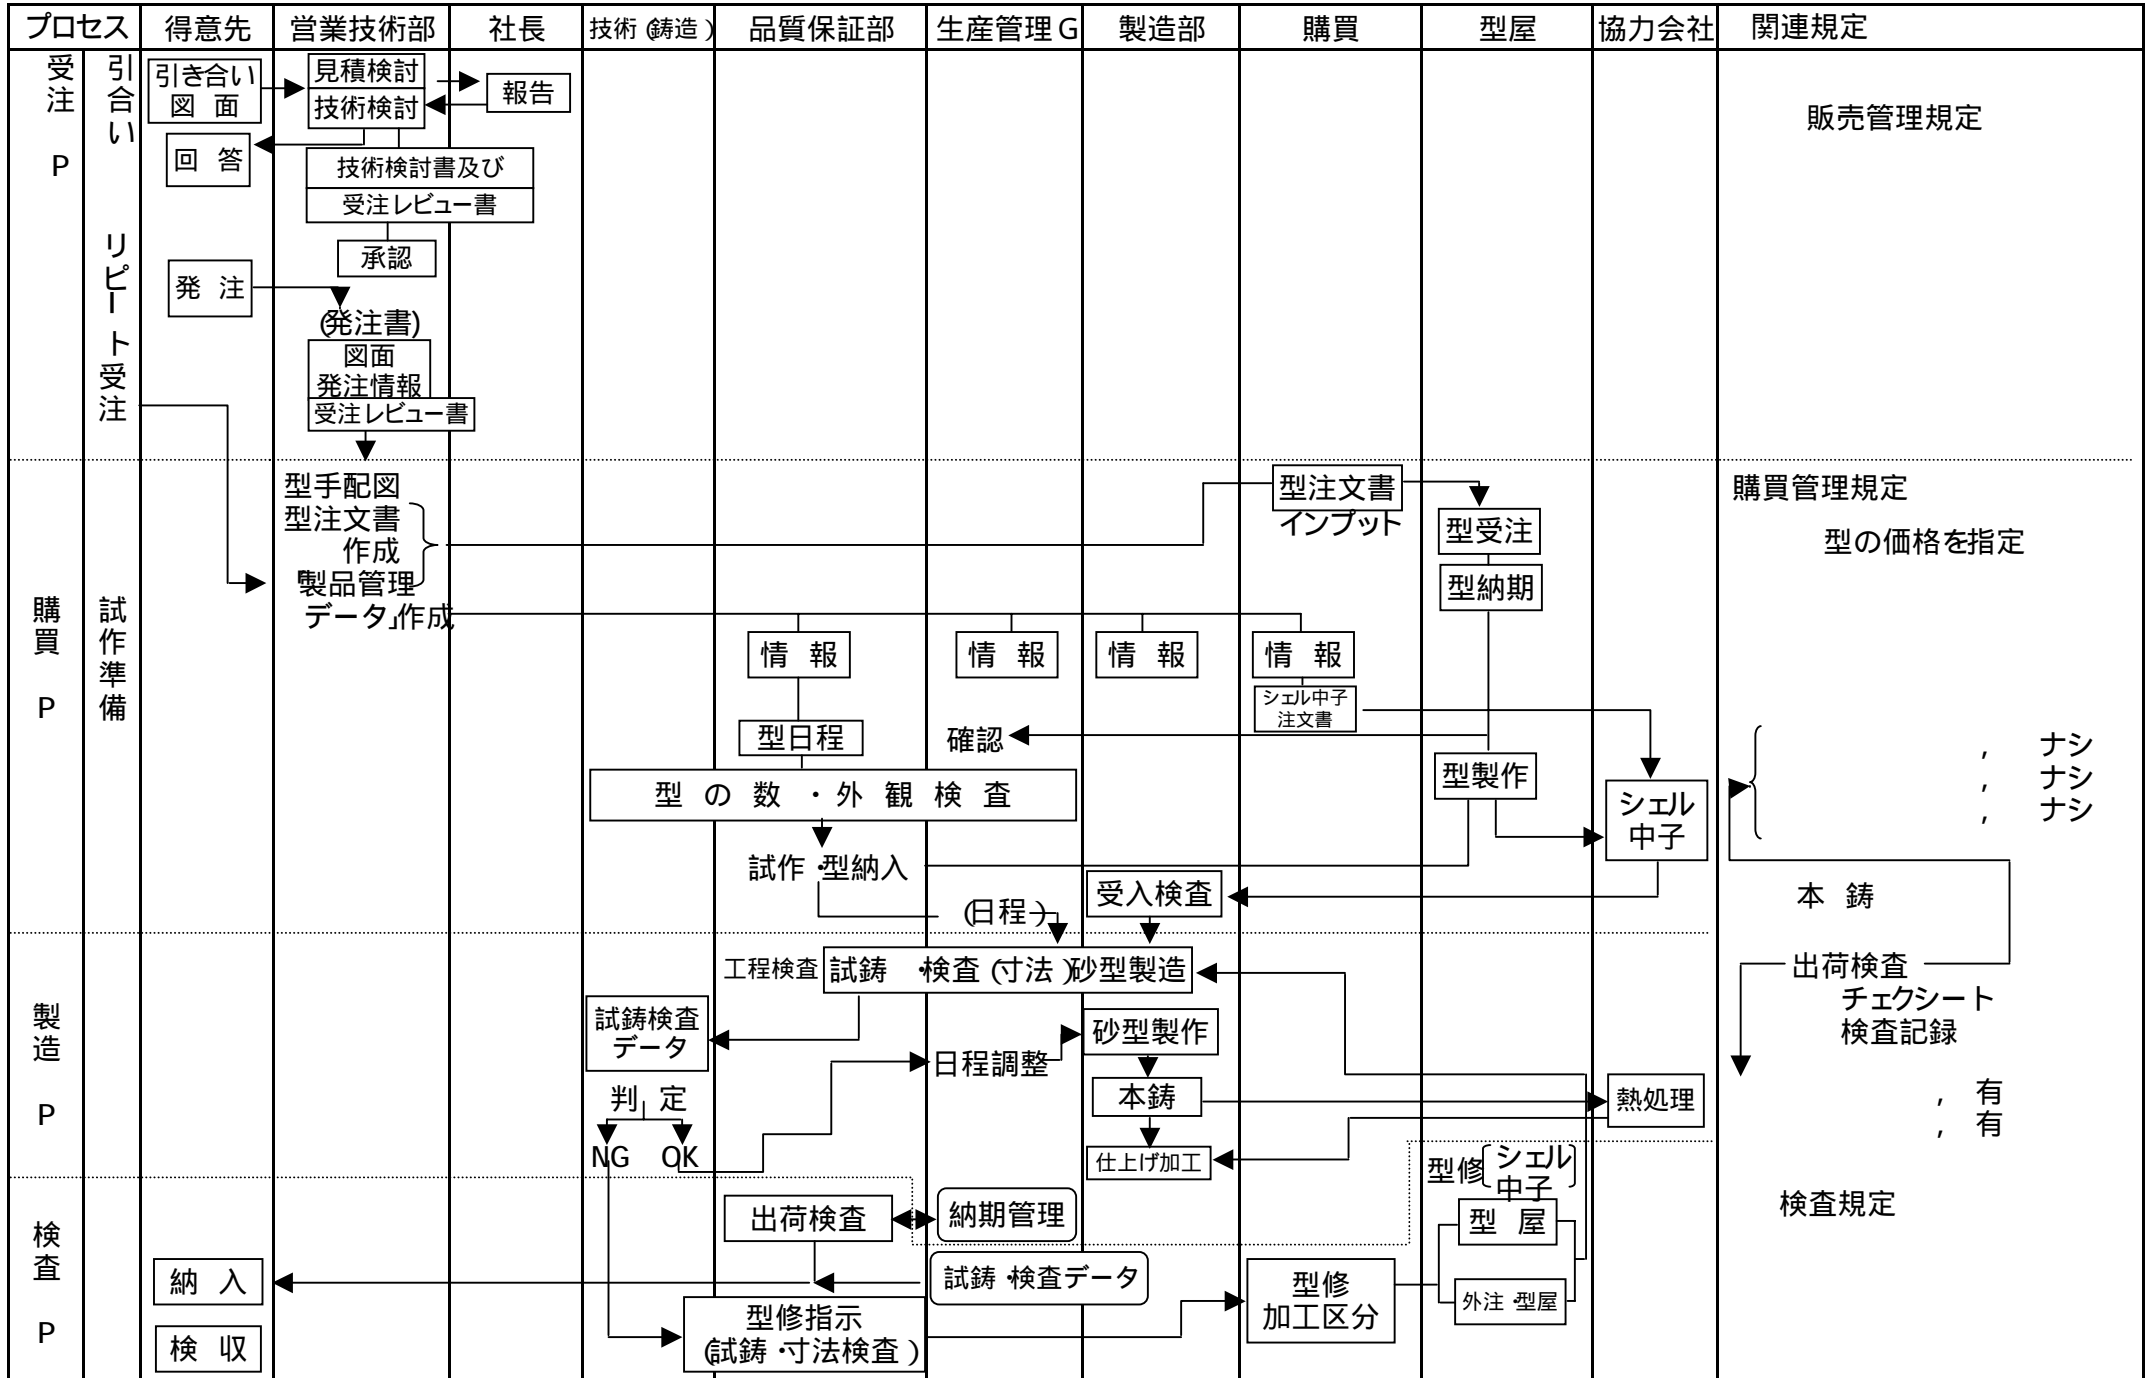 プロセス 得意先 営業技術部 社長 技術(鋳造) 品質保証部 生産管理G 製造部 購買 型屋 協力会社 関連規定
受注 P
引合い
リピート受注
引き合い
図 面
見積検討
技術検討
報告
販売管理規定
回 答
技術検討書及び
受注レビュー書
承認
発 注
(発注書)
図面
発注情報
受注レビュー書
購買 P
試作準備
型手配図
型注文書
作成
「製品管理
データ」作成
型注文書
インプット
型受注
型納期
購買管理規定
型の価格を指定
情 報
情 報
情 報
情 報
シェル中子
注文書
型日程
確認
型製作
シェル
中子
, ナシ
, ナシ
, ナシ
型 の 数 ・ 外 観 検 査
試作・型納入
受入検査
(日程)
本 鋳
製造 P
工程検査
試鋳 ・検査(寸法)砂型製造
出荷検査
チェクシート
検査記録
試鋳検査
データ
日程調整
砂型製作
本鋳
熱処理
, 有
, 有
判 定
NG OK
仕上げ加工
型修
シェル
中子
検査 P
出荷検査
納期管理
型 屋
検査規定
納 入
試鋳・検査データ
型修
加工区分
外注・型屋
検 収
型修指示
(試鋳・寸法検査)